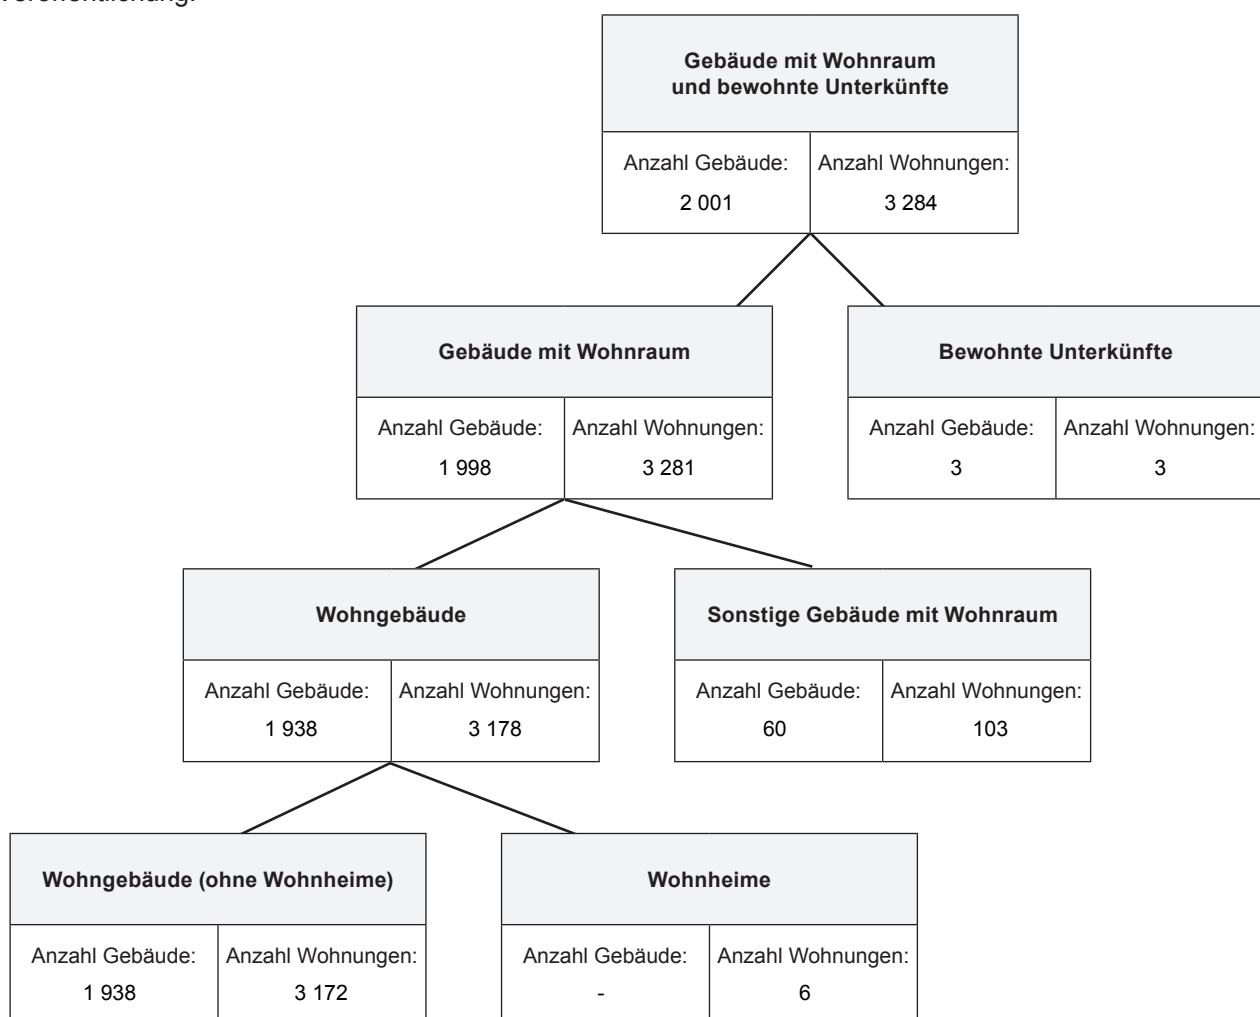 Veröffentlichung.
Gebäude mit Wohnraum
und bewohnte Unterkünfte
Anzahl Gebäude:
2 001
Anzahl Wohnungen:
3 284
Gebäude mit Wohnraum
Anzahl Gebäude:
1 998
Anzahl Wohnungen:
3 281
Bewohnte Unterkünfte
Anzahl Gebäude:
3
Anzahl Wohnungen:
3
Wohngebäude
Anzahl Gebäude:
1 938
Anzahl Wohnungen:
3 178
Sonstige Gebäude mit Wohnraum
Anzahl Gebäude:
60
Anzahl Wohnungen:
103
Wohngebäude (ohne Wohnheime)
Anzahl Gebäude:
1 938
Anzahl Wohnungen:
3 172
Wohnheime
Anzahl Gebäude:
-
Anzahl Wohnungen:
6